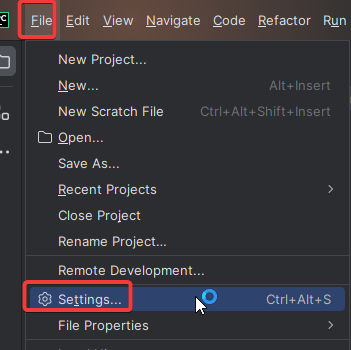 File Edit View Navigate Code Refactor Run
New Project...
New... Alt+Insert
New Scratch File Ctrl+Alt+Shift+Insert
Open...
Save As...
Recent Projects
Close Project
Rename Project...
Remote Development...
Settings... Ctrl+Alt+S
File Properties